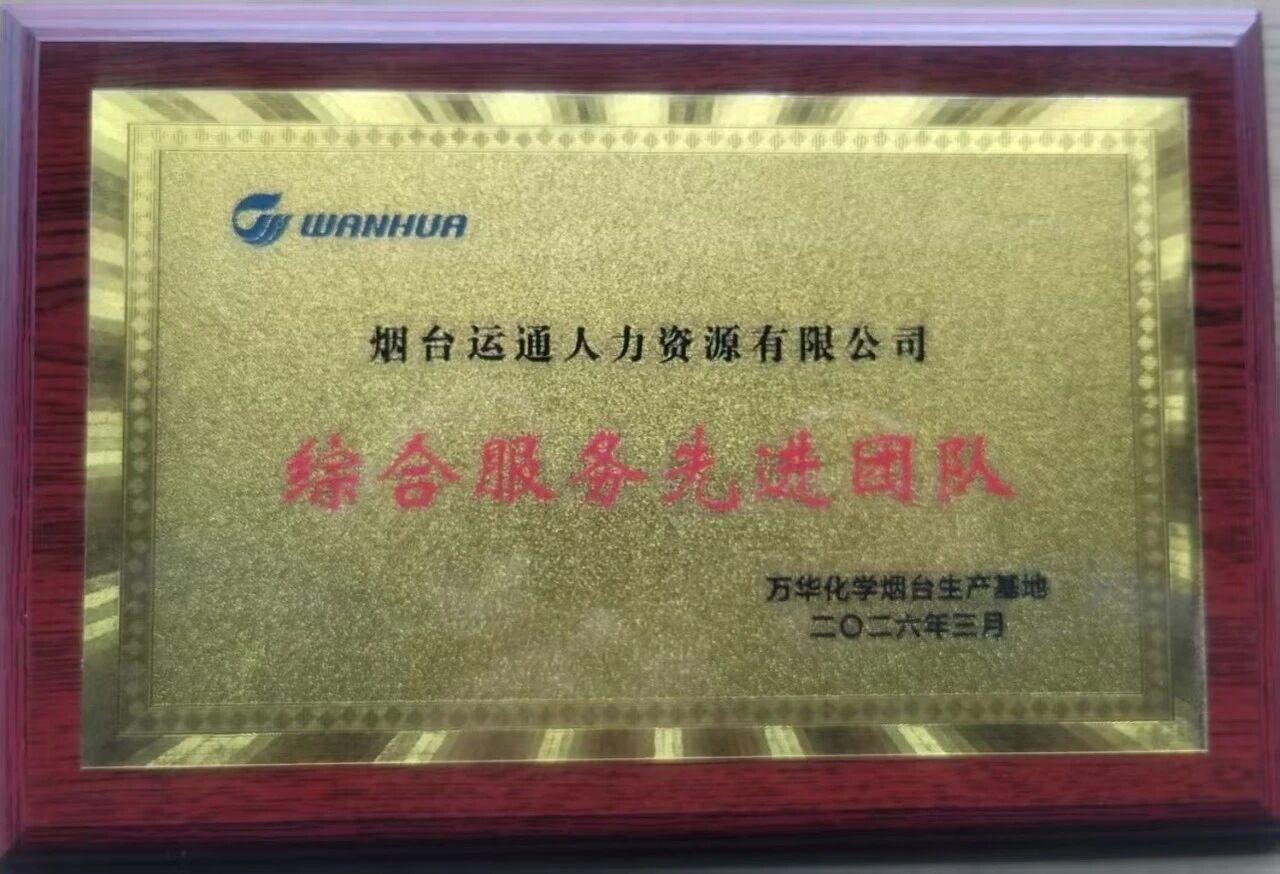 WANHUA
烟台运通人力资源有限公司
综合服务先进团队
万华化学烟台生产基地
二〇二六年三月